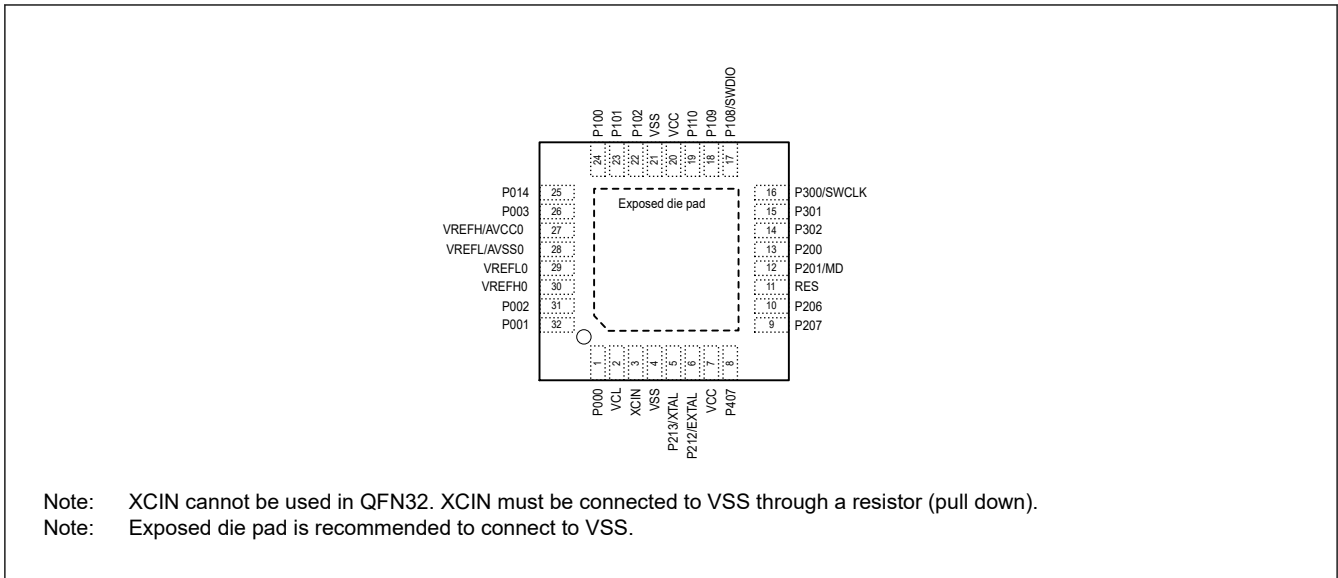 P100
P101
P102
VSS
VCC
P110
P109
P108/SWDIO
24
23
22
21
20
19
18
17
P014 25
P003 26
VREFH/AVCC0 27
VREFL/AVSS0 28
VREFL0 29
VREFH0 30
P002 31
P001 32
Exposed die pad
16 P300/SWCLK
15 P301
14 P302
13 P200
12 P201/MD
11 RES
10 P206
9 P207
1
2
3
4
5
6
7
8
P000
VCL
XCIN
VSS
P213/XTAL
P212/EXTAL
VCC
P407
Note: XCIN cannot be used in QFN32. XCIN must be connected to VSS through a resistor (pull down).
Note: Exposed die pad is recommended to connect to VSS.